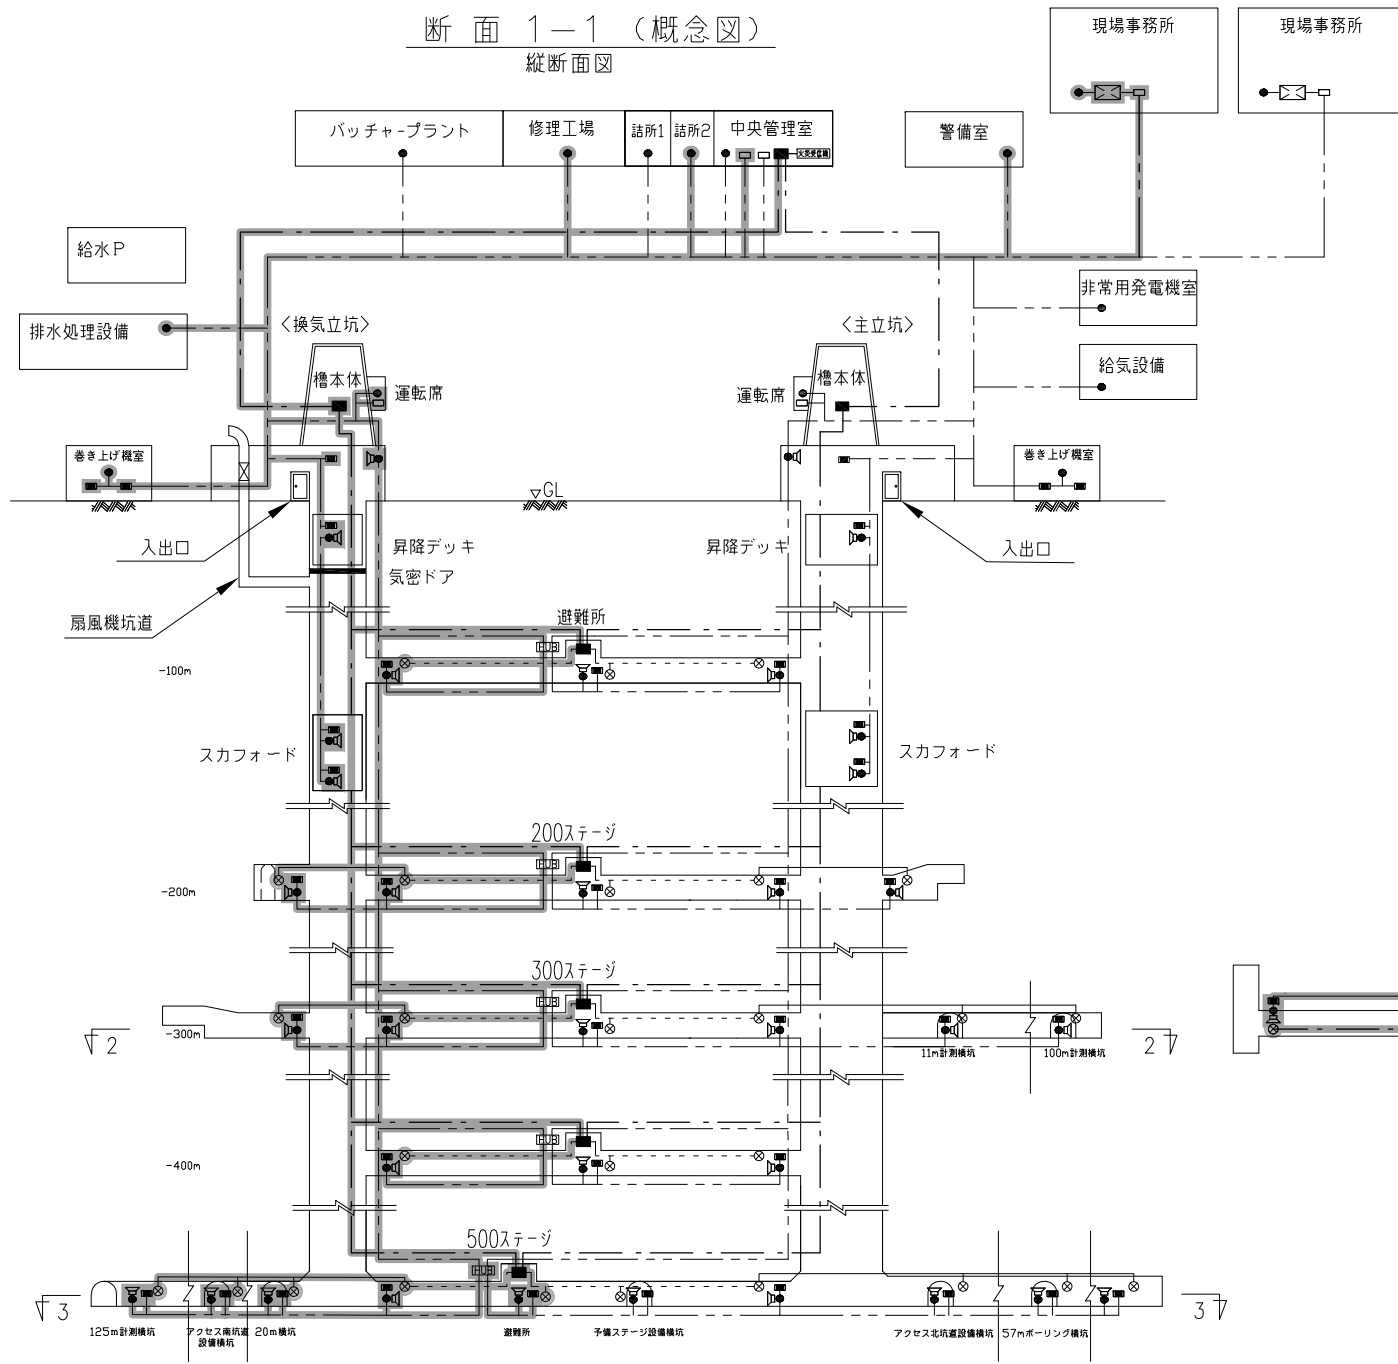 断面 1-1 (概念図)
縦断面図
現場事務所
現場事務所
バッチャープラント
修理工場
詰所1
詰所2
中央管理室
火災受信機
警備室
給水P
排水処理設備
非常用発電機室
給気設備
〈換気立坑〉
〈主立坑〉
櫓本体
運転席
運転席
櫓本体
巻き上げ機室
巻き上げ機室
GL
入出口
昇降デッキ
気密ドア
昇降デッキ
入出口
扇風機坑道
避難所
HUB
-100m
スカフォード
スカフォード
200ステージ
HUB
-200m
300ステージ
HUB
-300m
2
2
11m計測横坑
100m計測横坑
HUB
-400m
500ステージ
HUB
3
3
125m計測横坑
アクセス南坑道
設備横坑
20m横坑
避難所
予備ステージ設備横坑
アクセス北坑道設備横坑
57mボーリング横坑